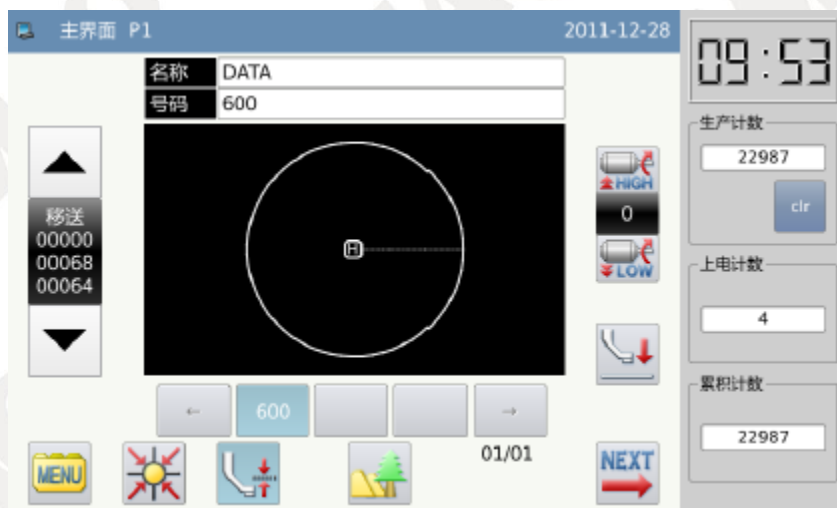 主界面 P1
2011-12-28
09:53
名称 DATA
号码 600
移送
00000
00068
00064
HIGH
0
LOW
H
生产计数
22987
clr
上电计数
4
累积计数
22987
← 600 →
01/01
MENU
NEXT